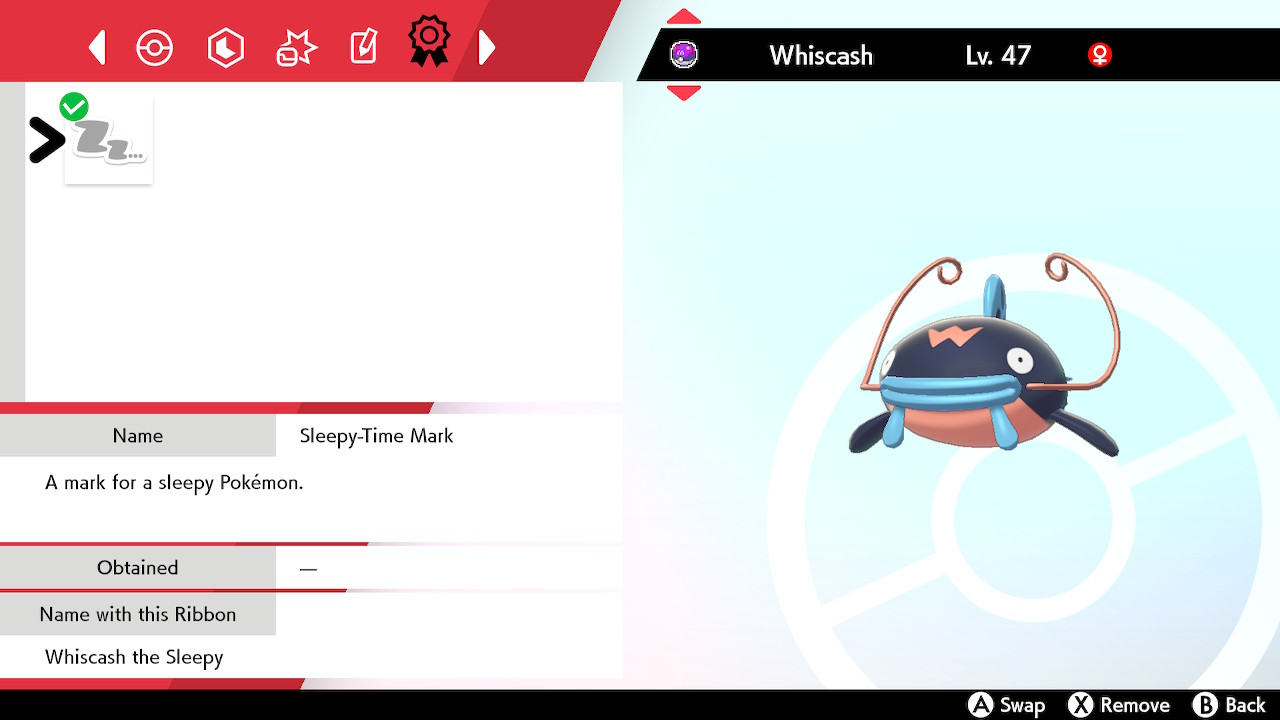 Whiscash Lv. 47
Zz...
Name Sleepy-Time Mark
A mark for a sleepy Pokémon.
Obtained —
Name with this Ribbon
Whiscash the Sleepy
A Swap X Remove B Back